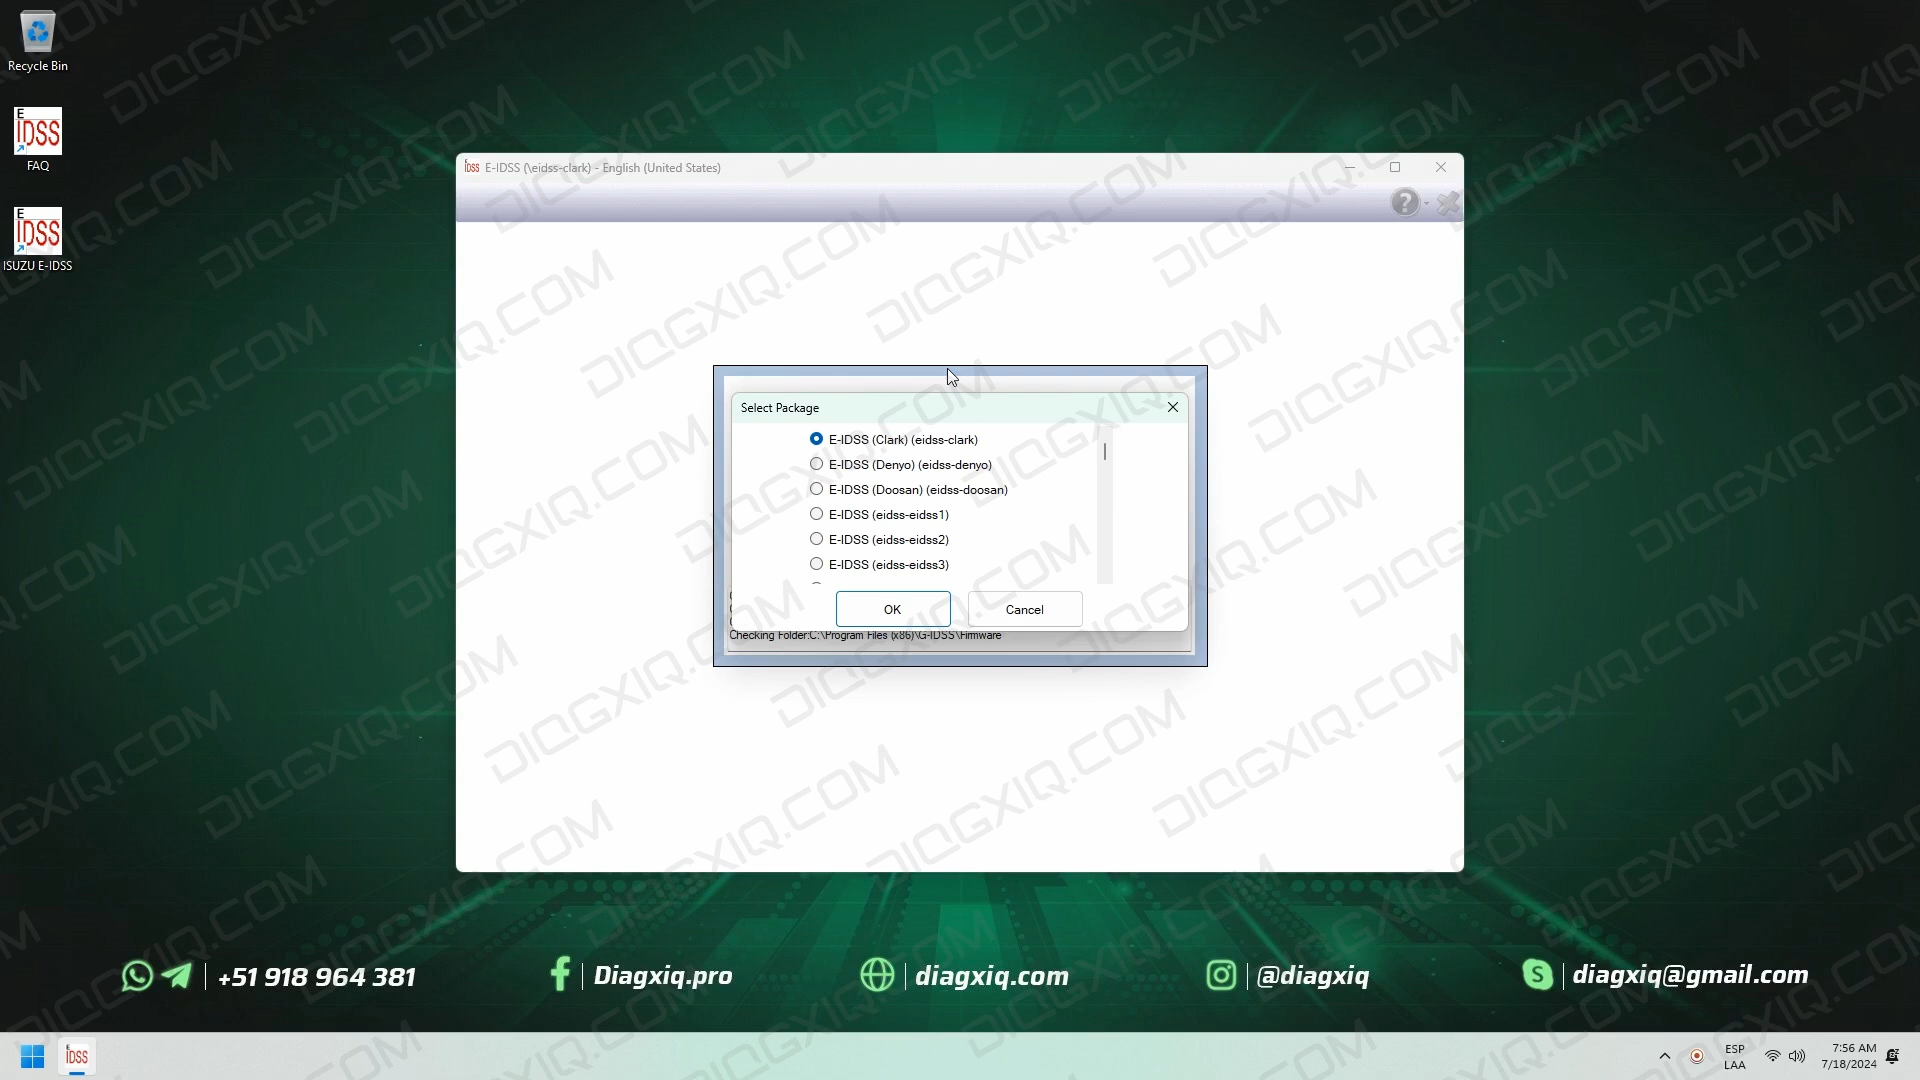 Recycle Bin
E
IDSS
FAQ
E
IDSS
ISUZU E-IDSS
IDSS E-IDSS (\eidss-clark) - English (United States)
Select Package
E-IDSS (Clark) (eidss-clark)
E-IDSS (Denyo) (eidss-denyo)
E-IDSS (Doosan) (eidss-doosan)
E-IDSS (eidss-eidss1)
E-IDSS (eidss-eidss2)
E-IDSS (eidss-eidss3)
OK
Cancel
Checking Folder:C:\Program Files (x86)\G-IDSS\Firmware
+51 918 964 381
Diagxiq.pro
diagxiq.com
@diagxiq
diagxiq@gmail.com
E
IDSS
ESP
LAA
7:56 AM
7/18/2024
DIQGXIQ.COM